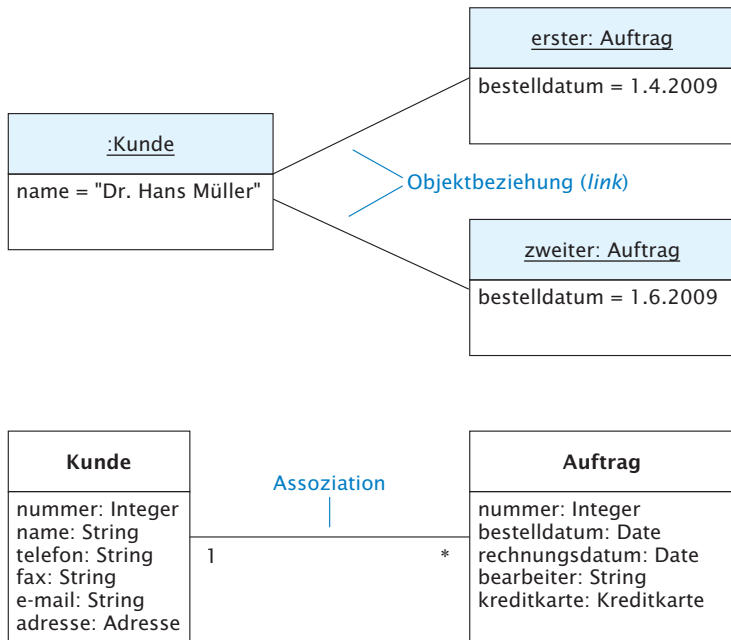 erster: Auftrag
bestelldatum = 1.4.2009
:Kunde
name = "Dr. Hans Müller"
Objektbeziehung (link)
zweiter: Auftrag
bestelldatum = 1.6.2009
Kunde
nummer: Integer
name: String
telefon: String
fax: String
e-mail: String
adresse: Adresse
Assoziation
1
*
Auftrag
nummer: Integer
bestelldatum: Date
rechnungsdatum: Date
bearbeiter: String
kreditkarte: Kreditkarte